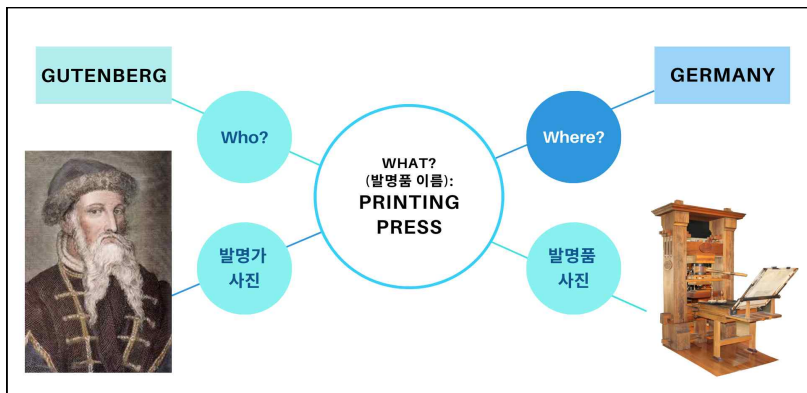 GUTENBERG
GERMANY
Who?
Where?
WHAT?
(발명품 이름):
PRINTING
PRESS
발명가
사진
발명품
사진